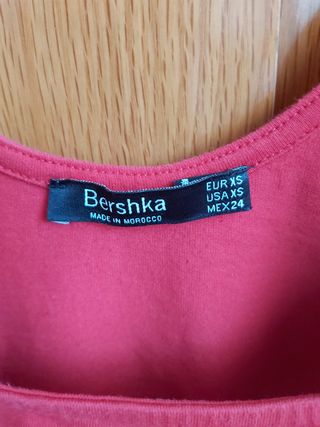 Bershka
MADE IN MOROCCO
EUR XS
USA XS
MEX 24